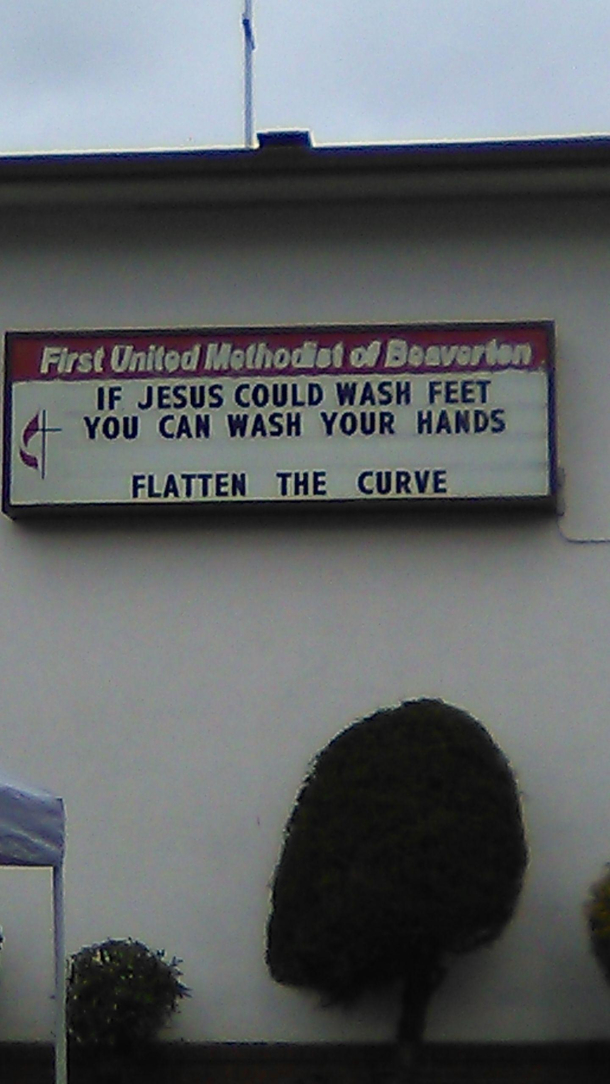 First United Methodist of Beaverton
IF JESUS COULD WASH FEET
YOU CAN WASH YOUR HANDS
FLATTEN THE CURVE